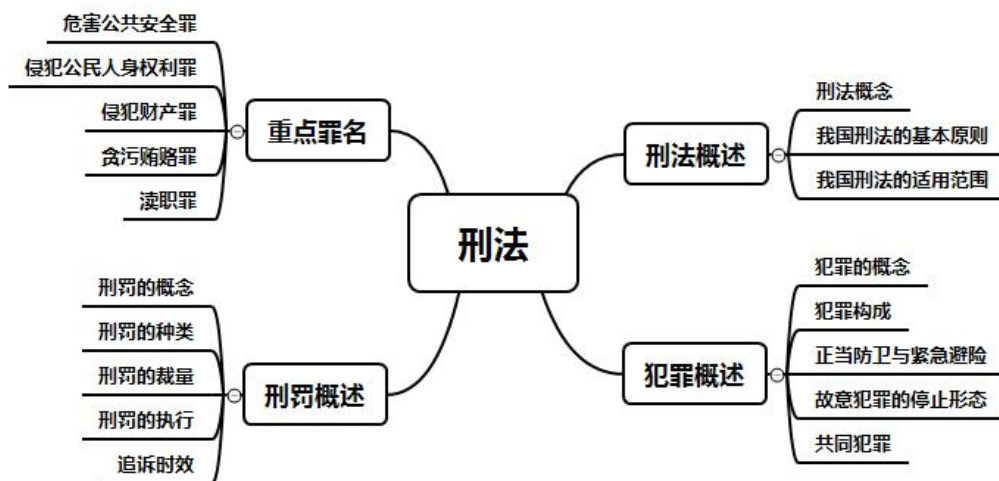 刑法
刑法概述
刑法概念
我国刑法的基本原则
我国刑法的适用范围
犯罪概述
犯罪的概念
犯罪构成
正当防卫与紧急避险
故意犯罪的停止形态
共同犯罪
重点罪名
危害公共安全罪
侵犯公民人身权利罪
侵犯财产罪
贪污贿赂罪
渎职罪
刑罚概述
刑罚的概念
刑罚的种类
刑罚的裁量
刑罚的执行
追诉时效